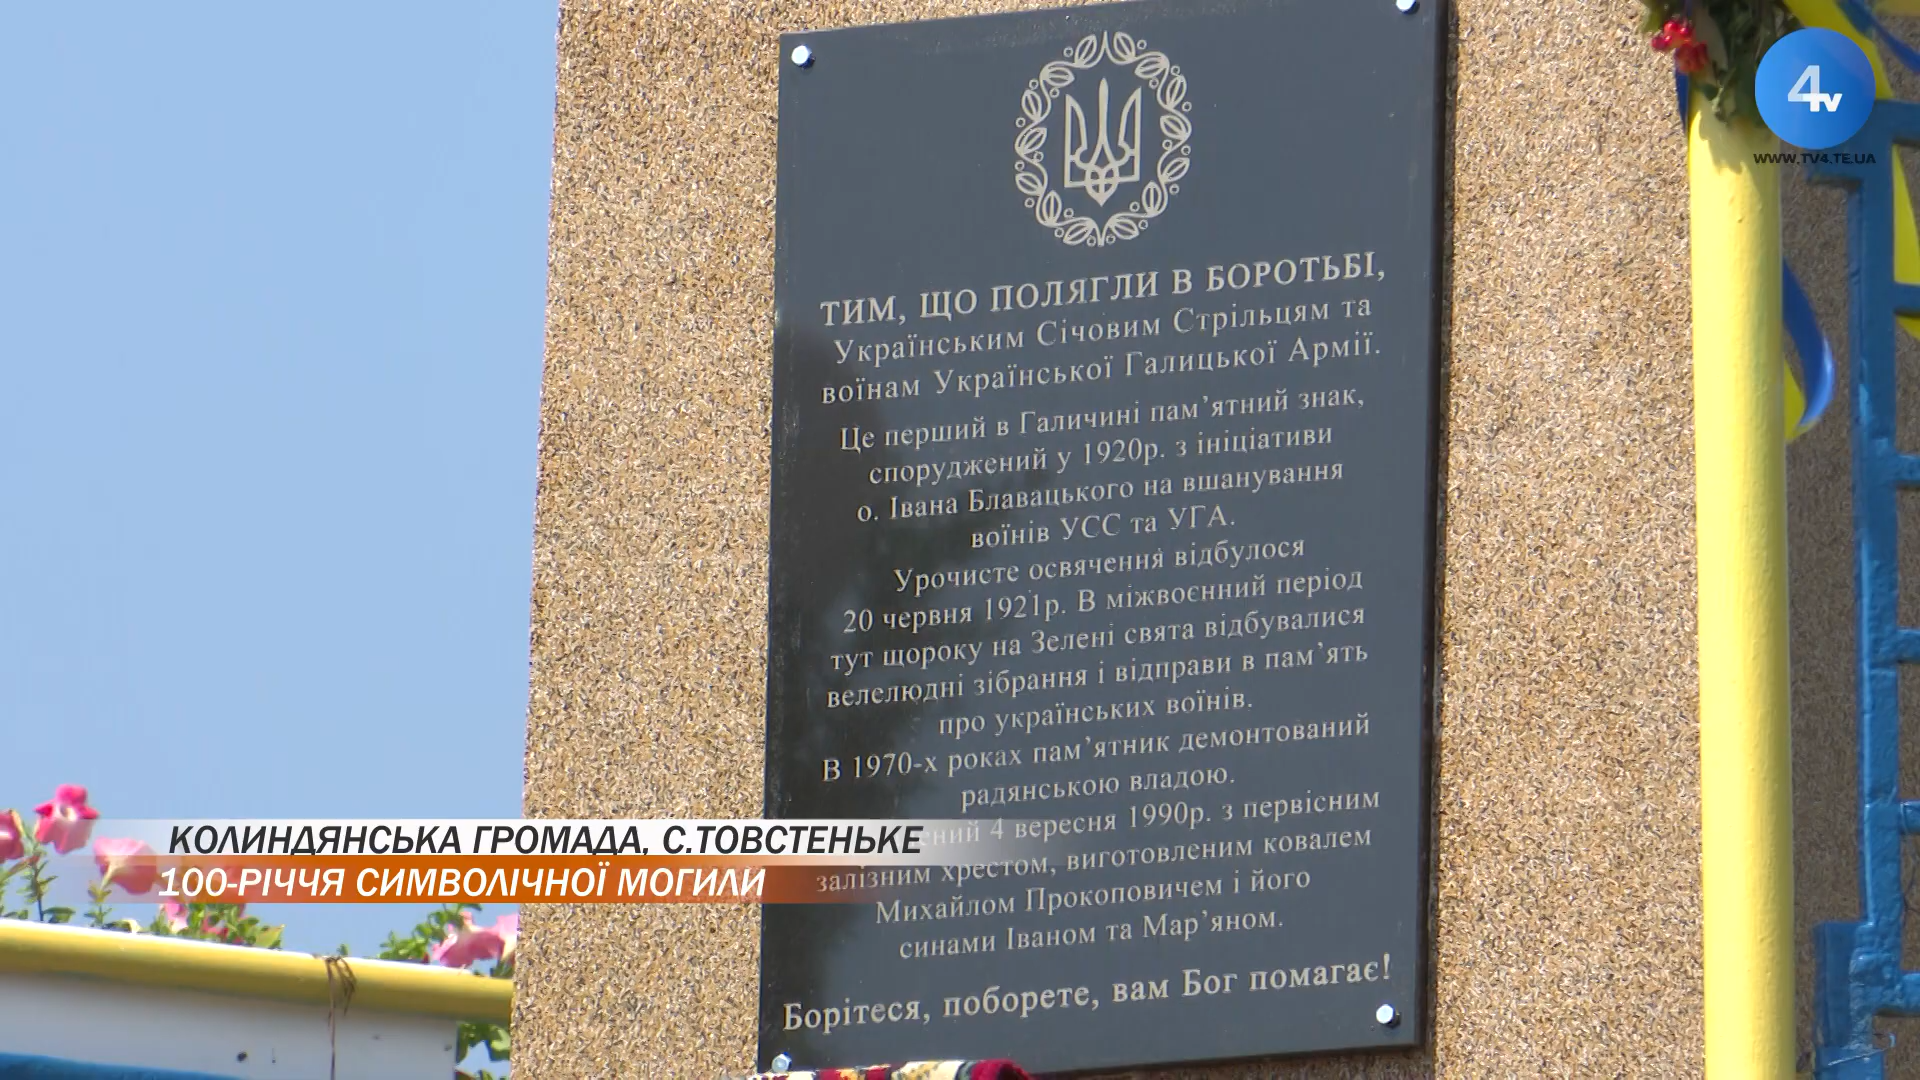 4tv
WWW.TV4.TE.UA
ТИМ, ЩО ПОЛЯГЛИ В БОРОТЬБІ,
Українським Січовим Стрільцям та
воїнам Української Галицької Армії.
Це перший в Галичині пам’ятний знак,
споруджений у 1920р. з ініціативи
о. Івана Блавацького на вшанування
воїнів УСС та УГА.
Урочисте освячення відбулося
20 червня 1921р. В міжвоєнний період
тут щороку на Зелені свята відбувалися
велелюдні зібрання і відправи в пам’ять
про українських воїнів.
В 1970-х роках пам’ятник демонтований
радянською владою.
4 вересня 1990р. з первісним
залізним хрестом, виготовленим ковалем
Михайлом Прокоповичем і його
синами Іваном та Мар’яном.
Борітеся, поборете, вам Бог помагає!
КОЛИНДЯНСЬКА ГРОМАДА, С.ТОВСТЕНЬКЕ
100-РІЧЧЯ СИМВОЛІЧНОЇ МОГИЛИ